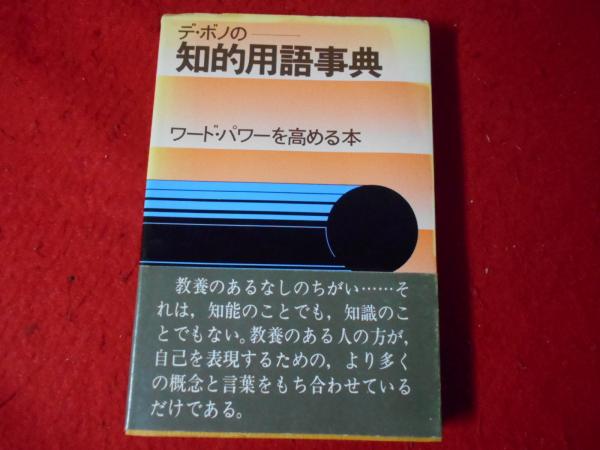 デ・ボノの
知的用語事典
ワード・パワーを高める本
教養のあるなしのちがい……そ
れは，知能のことでも，知識のこ
とでもない。教養のある人の方が，
自己を表現するための，より多く
の概念と言葉をもち合わせている
だけである。